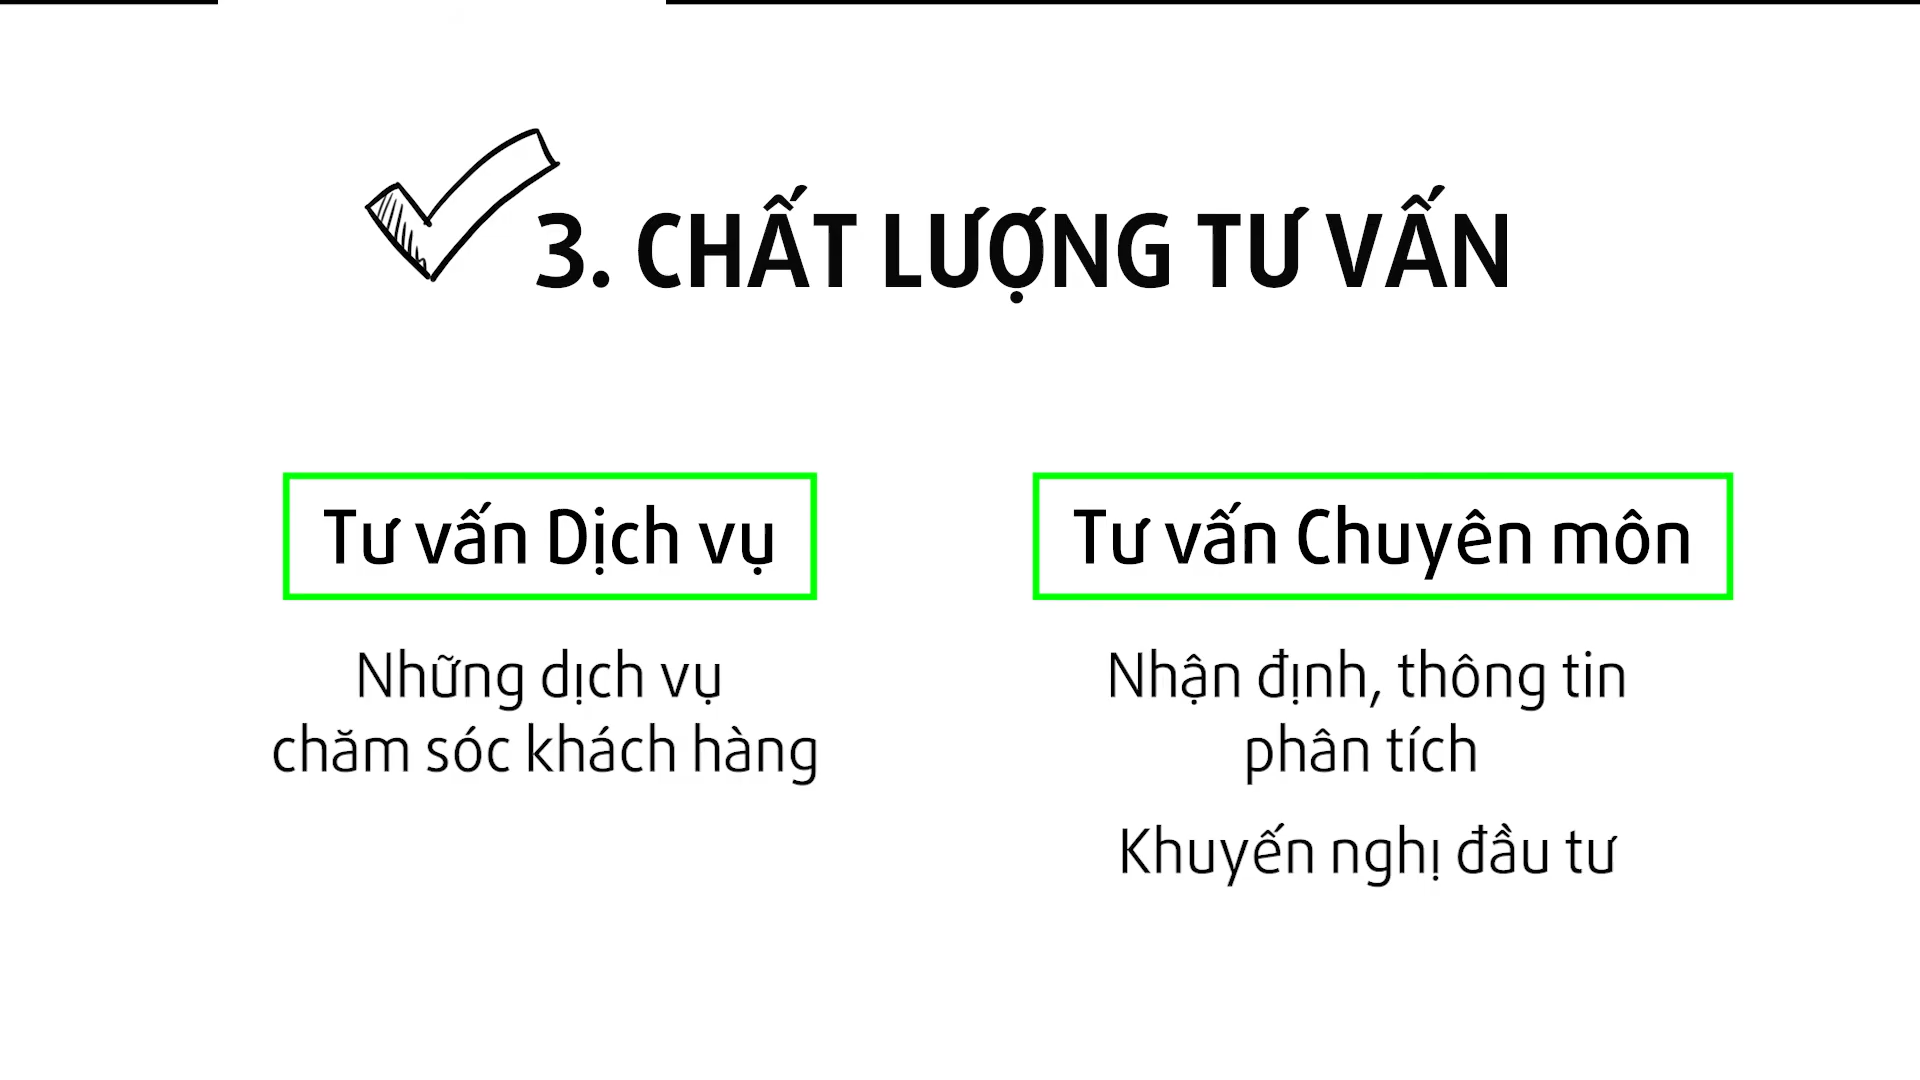 3. CHẤT LƯỢNG TƯ VẤN
Tư vấn Dịch vụ
Những dịch vụ
chăm sóc khách hàng
Tư vấn Chuyên môn
Nhận định, thông tin
phân tích
Khuyến nghị đầu tư